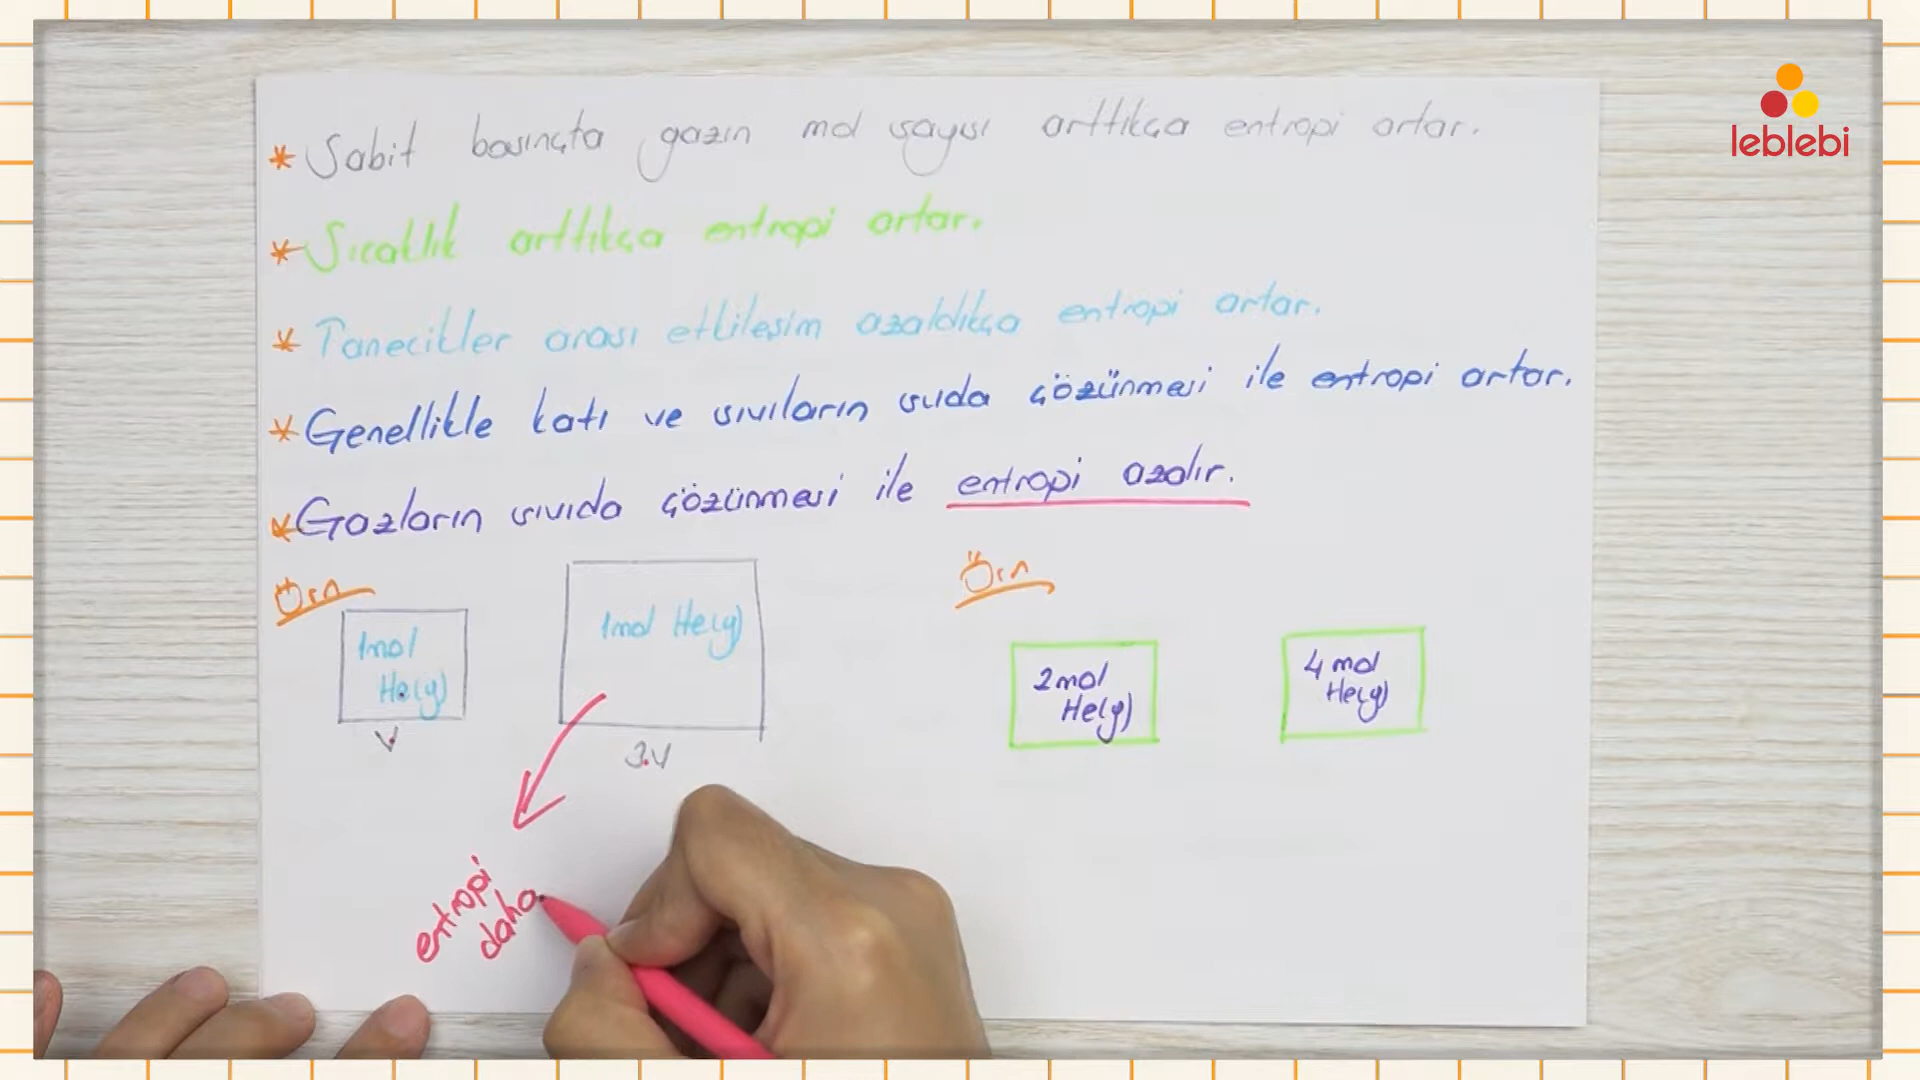 leblebi
* Sabit basınçta gazın mol sayısı arttıkça entropi artar.
* Sıcaklık arttıkça entropi artar.
* Tanecikler arası etkileşim azaldıkça entropi artar.
* Genellikle katı ve sıvıların suda çözünmesi ile entropi artar.
* Gazların sıvıda çözünmesi ile entropi azalır.
Örn
1mol
He(g)
V
1mol He(g)
3.V
entropi
daha
Örn
2mol
He(g)
4 mol
He(g)